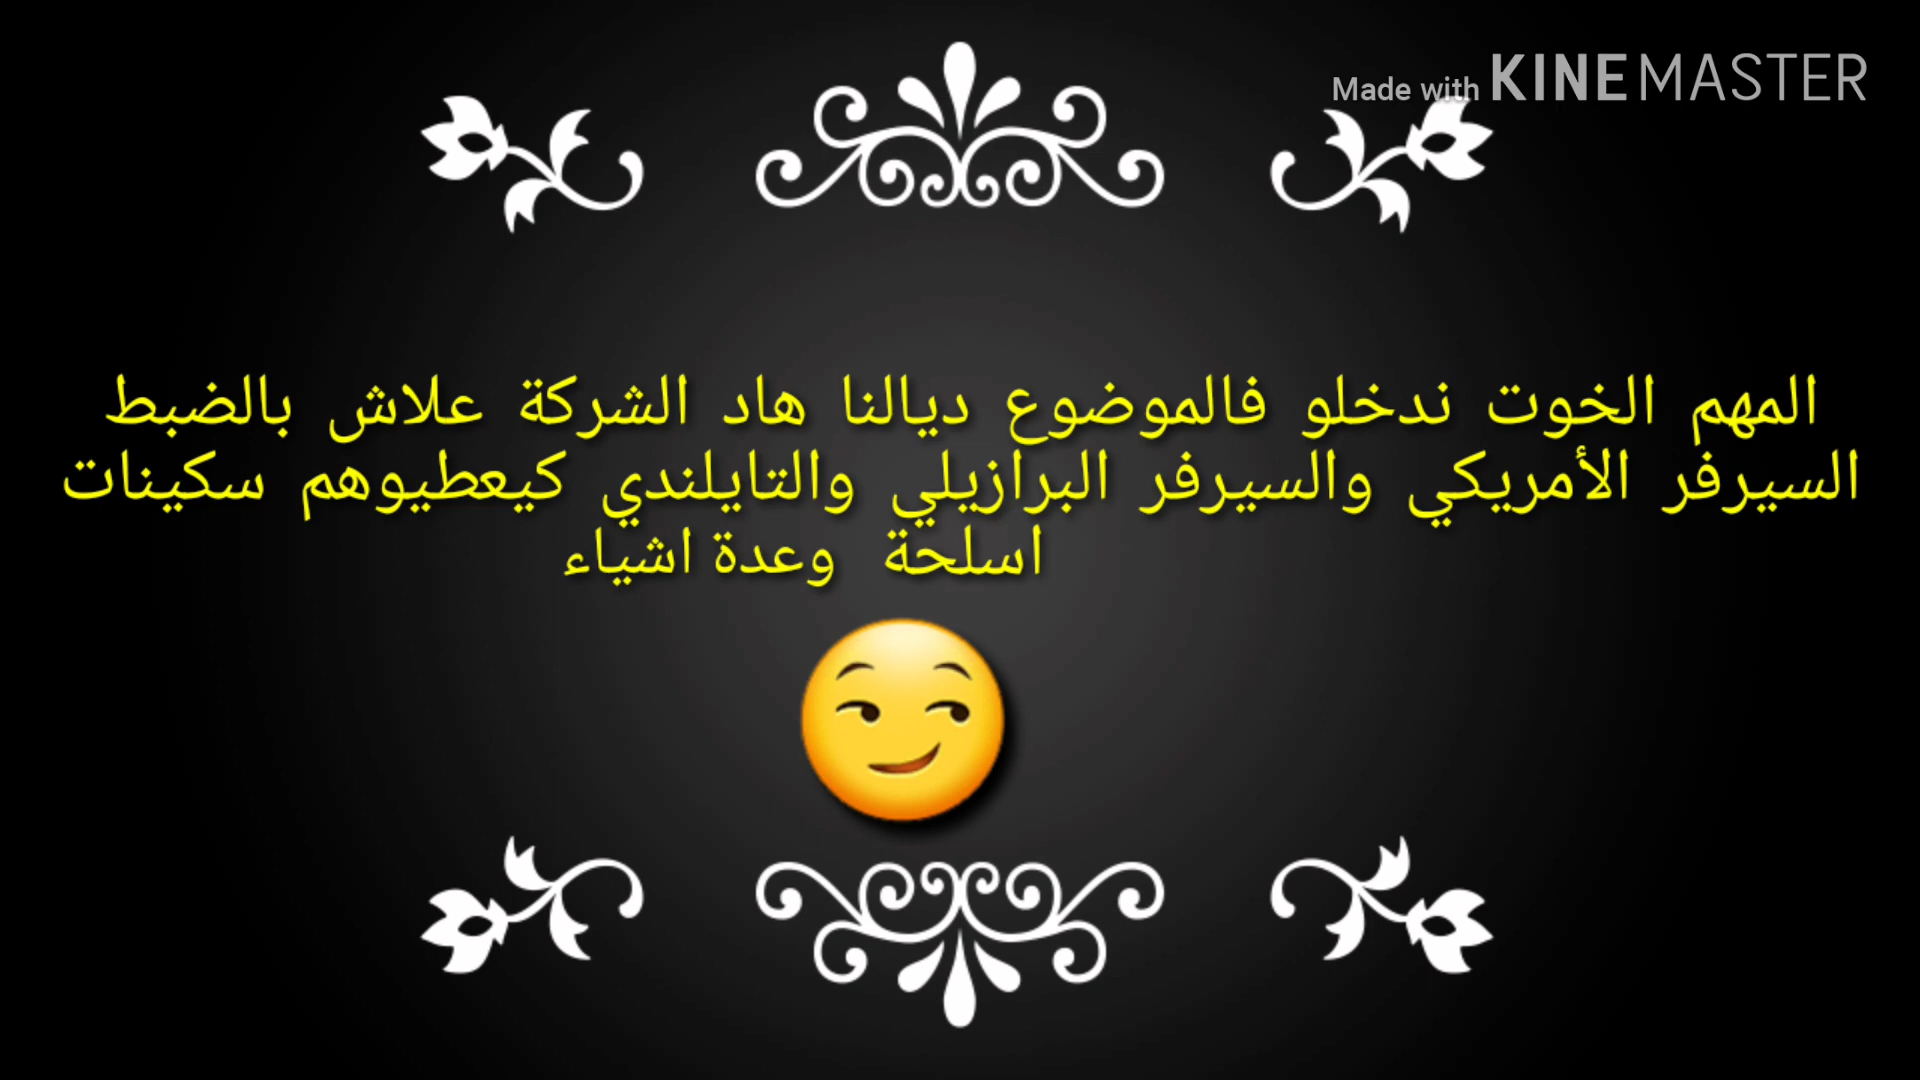 Made with KINEMASTER
المهم الخوت ندخلو فالموضوع ديالنا هاد الشركة علاش بالضبط
السيرفر الأمريكي والسيرفر البرازيلي والتايلندي كيعطيوهم سكينات
اسلحة وعدة اشياء